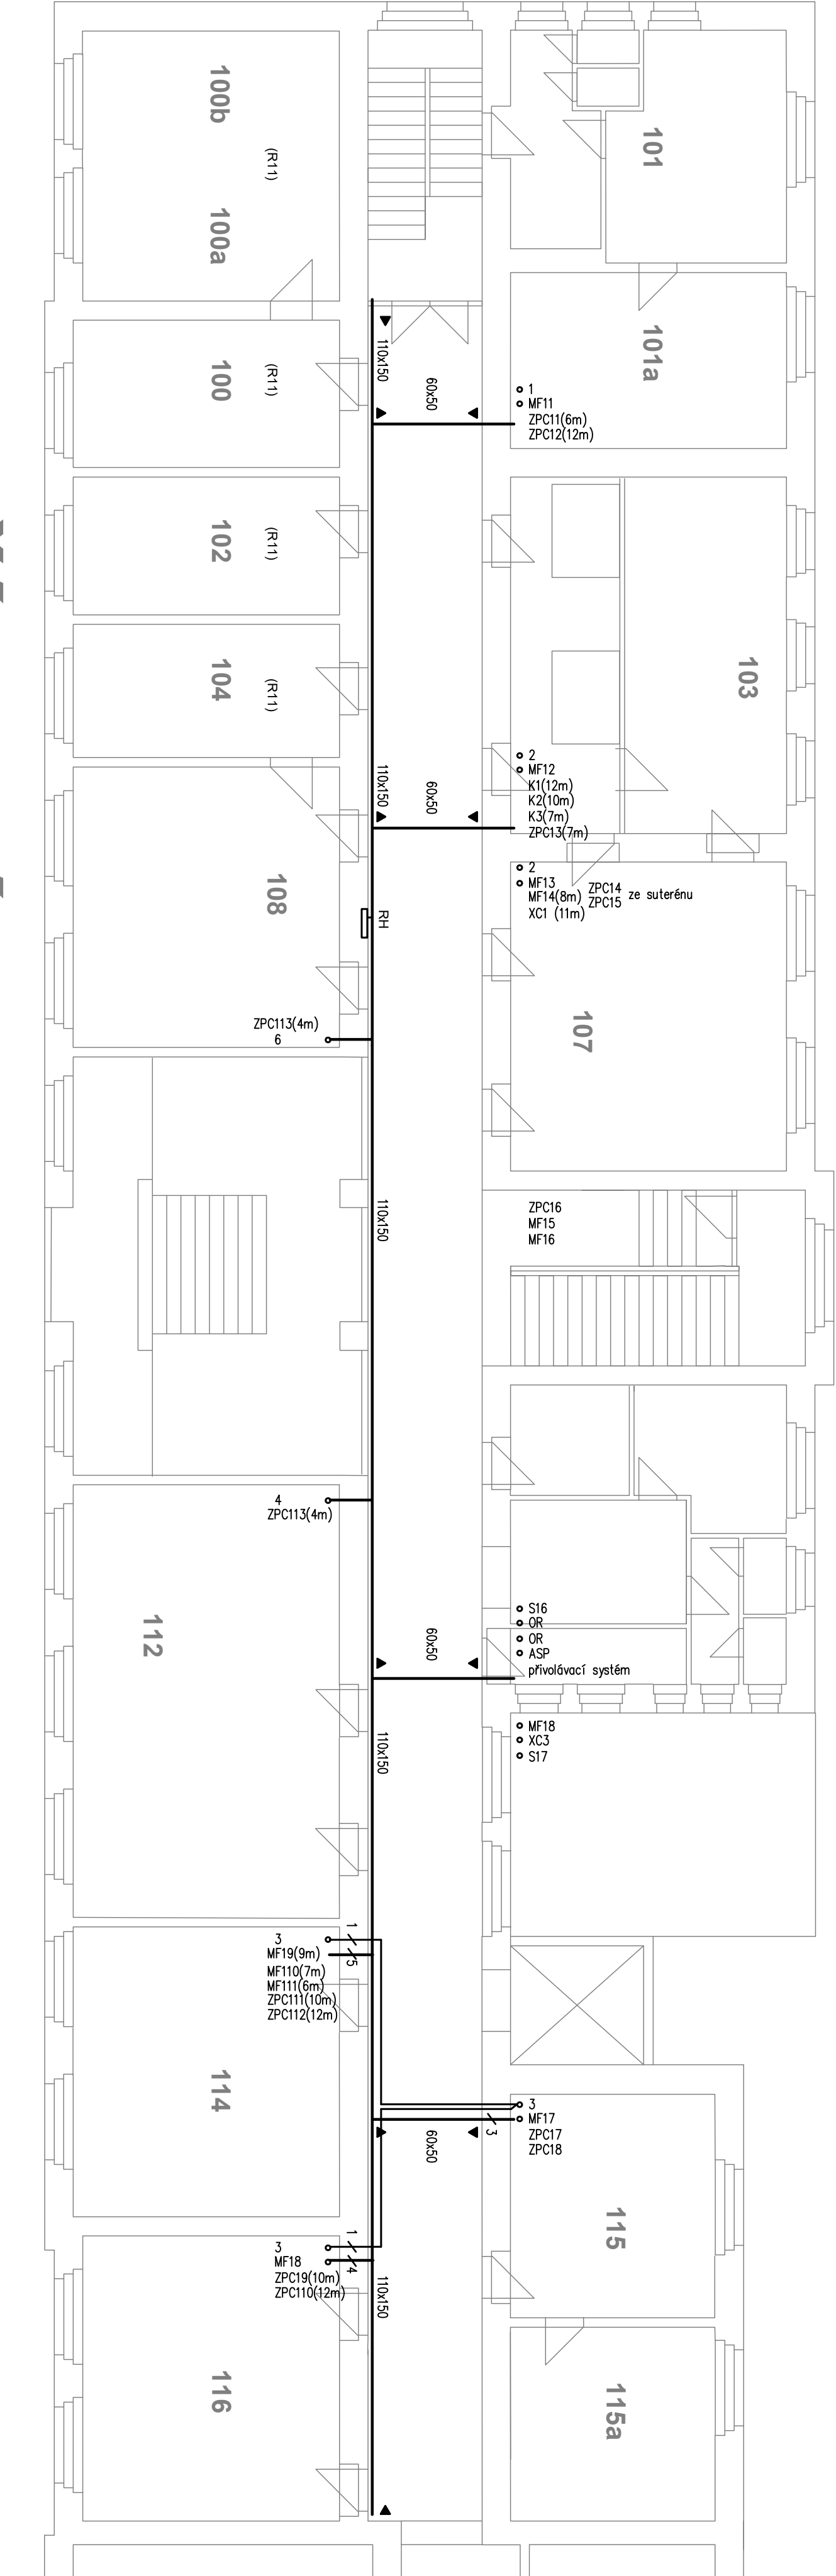 100b
(R11)
101
100a
101a
110x150
100
(R11)
60x50
1
MF11
ZPC11(6m)
ZPC12(12m)
102
(R11)
103
104
(R11)
110x150
60x50
2
MF12
K1(12m)
K2(10m)
K3(7m)
ZPC13(7m)
2
MF13
MF14(8m)
XC1 (11m)
ZPC14
ZPC15
ze suterénu
108
RH
107
ZPC113(4m)
6
110x150
ZPC16
MF15
MF16
4
ZPC113(4m)
112
60x50
S16
OR
OR
ASP
přivolávací systém
110x150
MF18
XC3
S17
1
3
5
MF19(9m)
MF110(7m)
MF111(6m)
ZPC111(10m)
ZPC112(12m)
114
3
MF17
3
ZPC17
ZPC18
60x50
115
1
3
MF18
4
ZPC19(10m)
ZPC110(12m)
110x150
116
115a